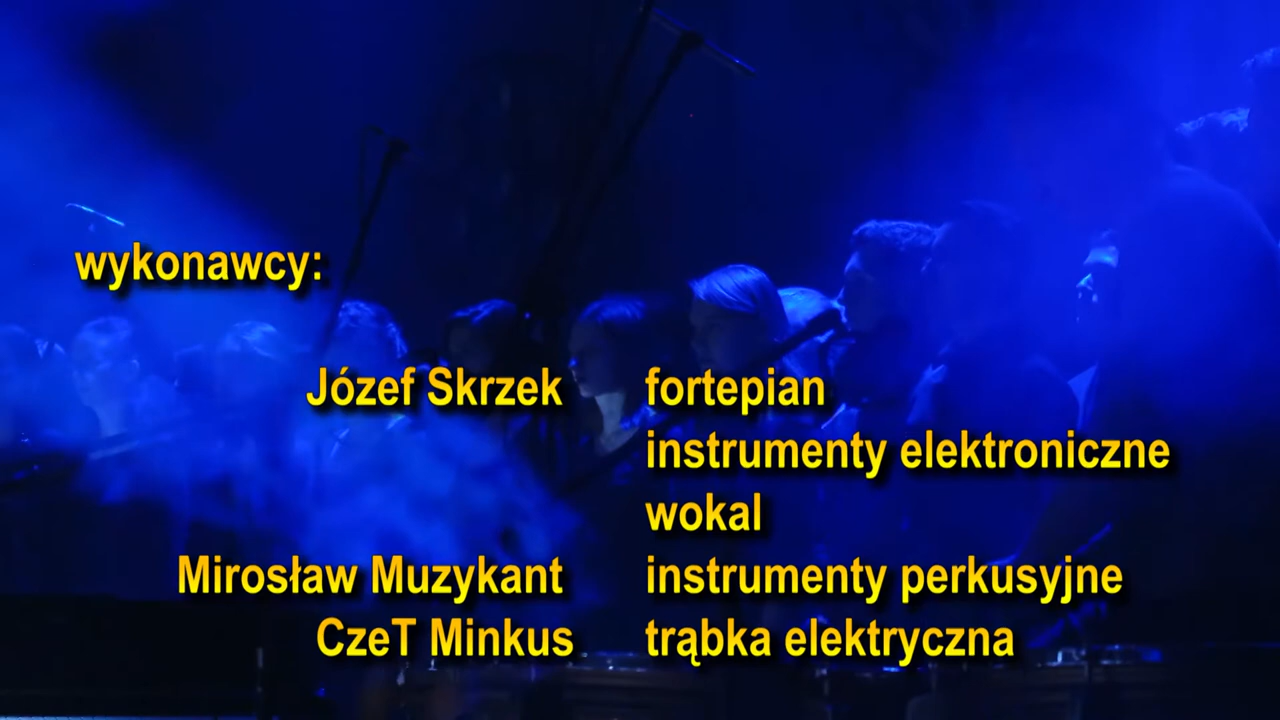 wykonawcy:
Józef Skrzek fortepian
instrumenty elektroniczne
wokal
Mirosław Muzykant instrumenty perkusyjne
CzeT Minkus trąbka elektryczna